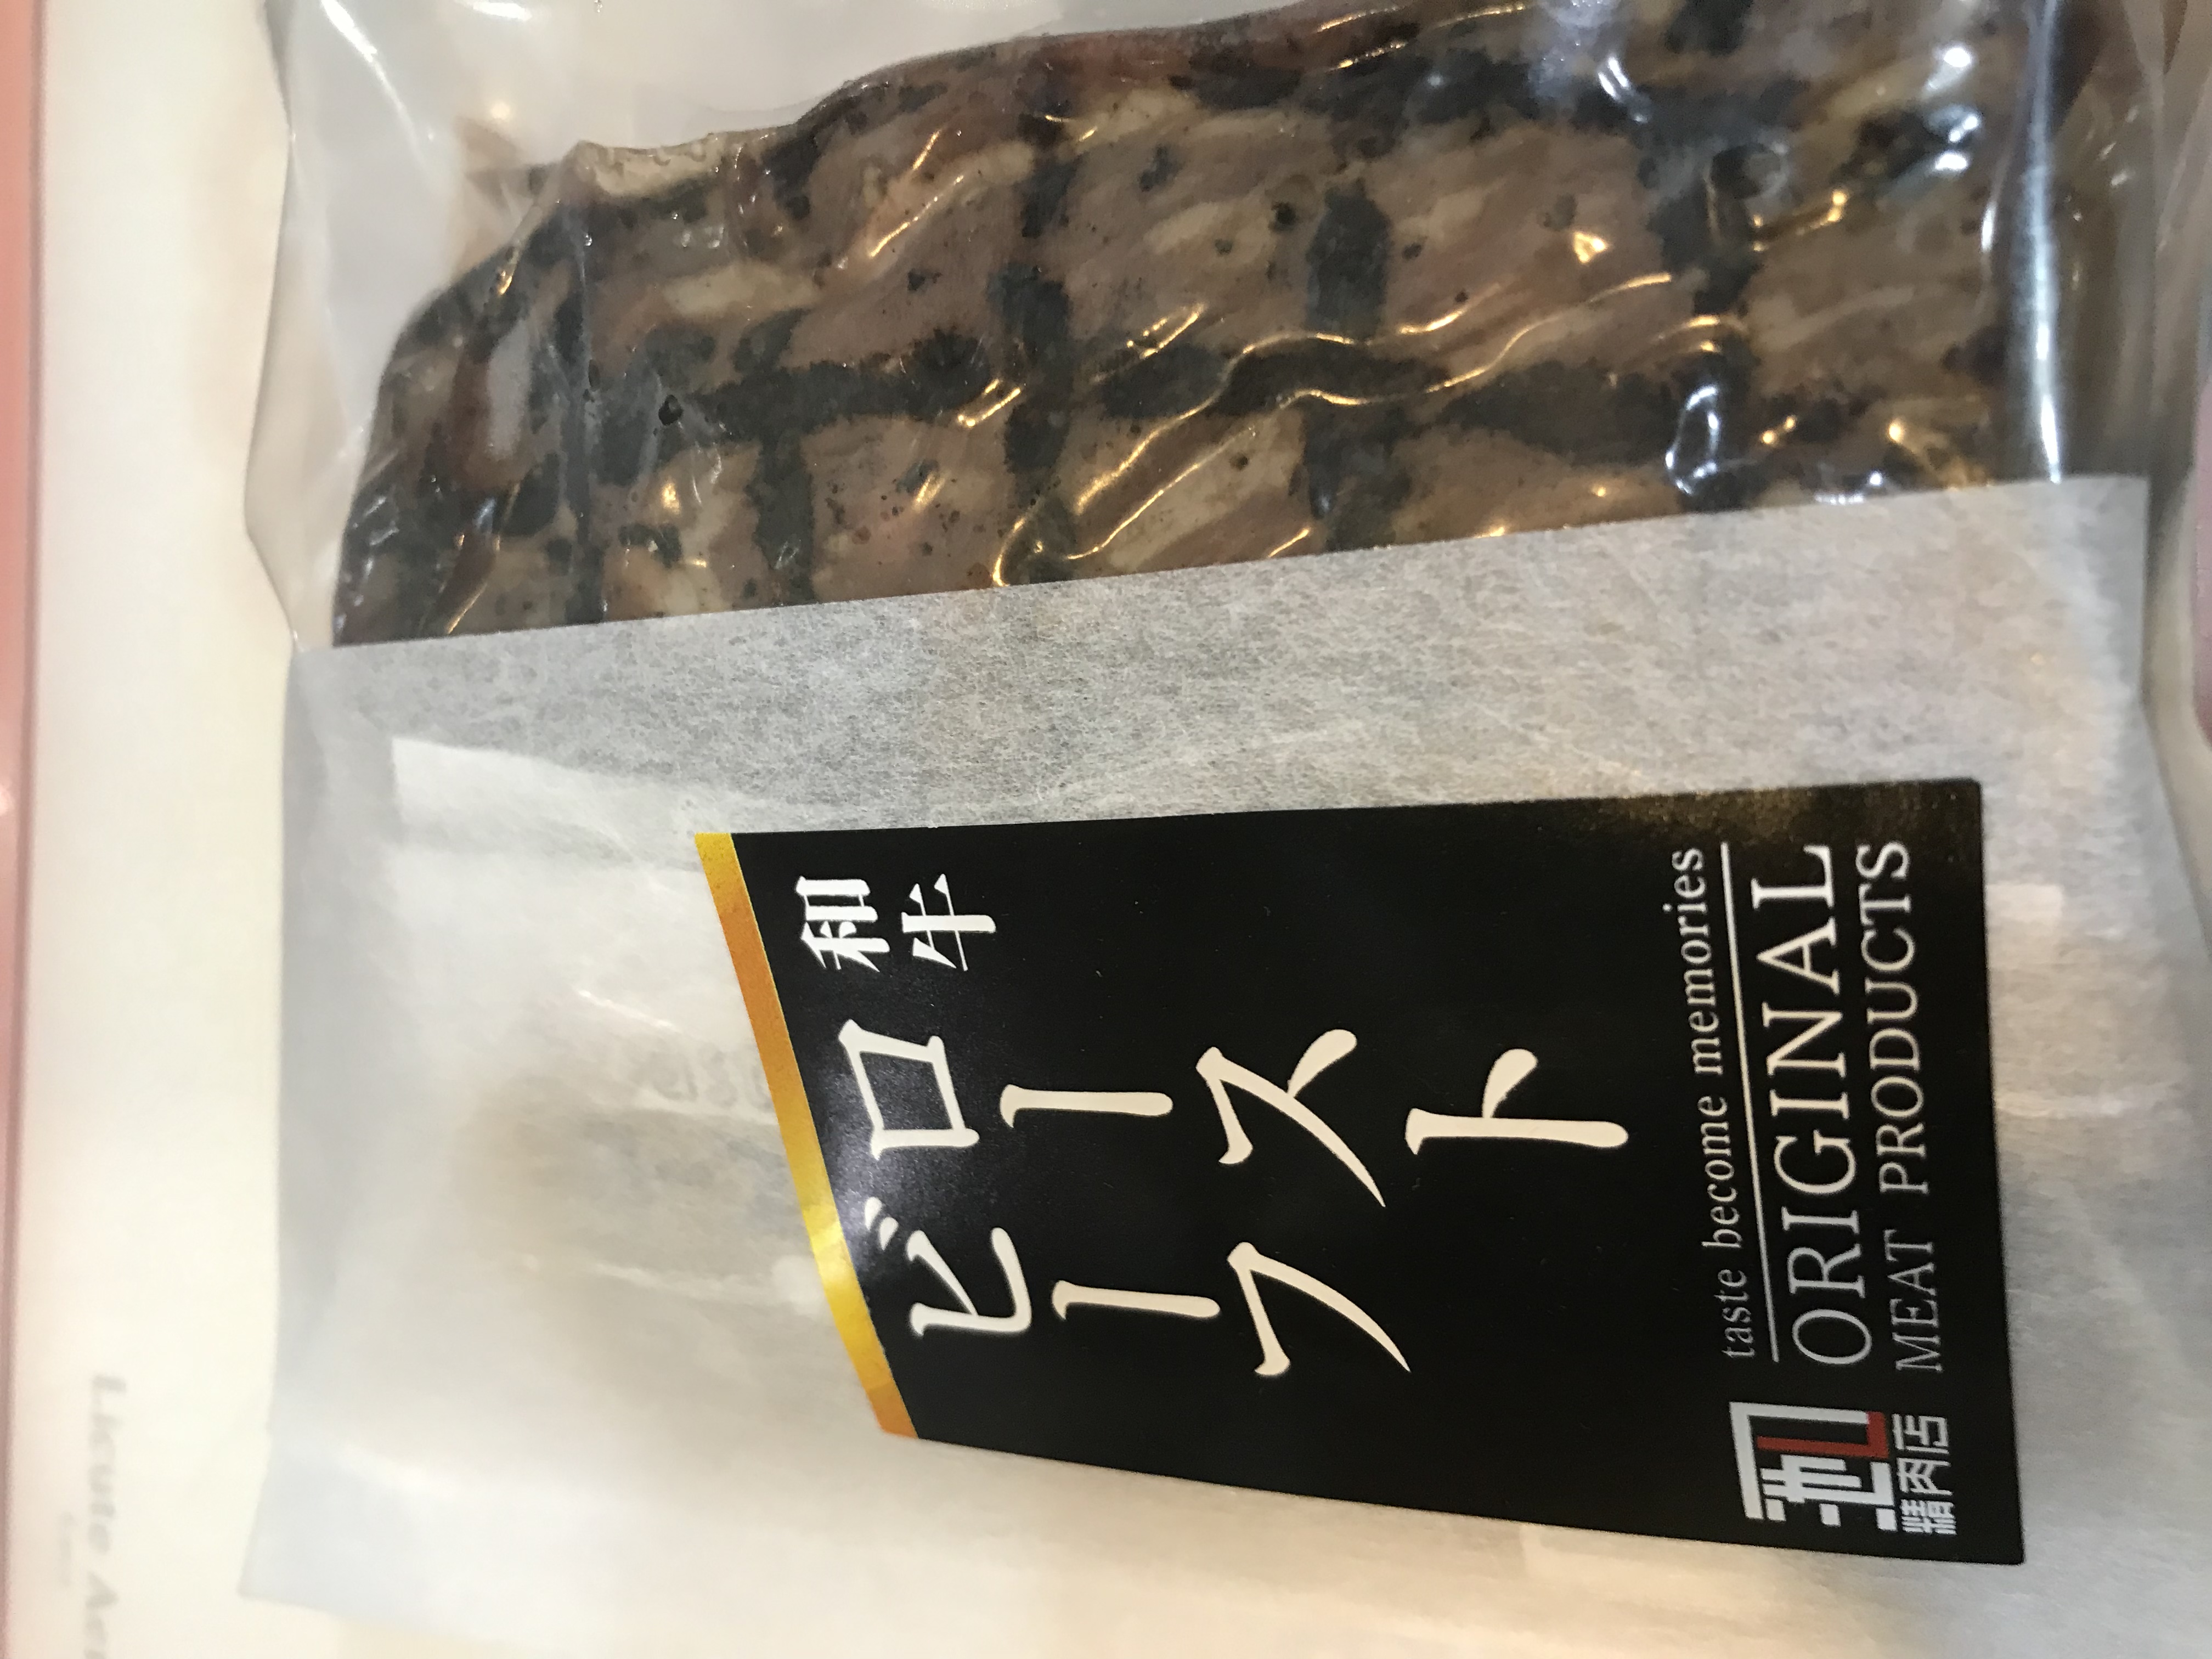 和牛
ロースト
ビーフ
taste become memories
ORIGINAL
MEAT PRODUCTS
精肉店